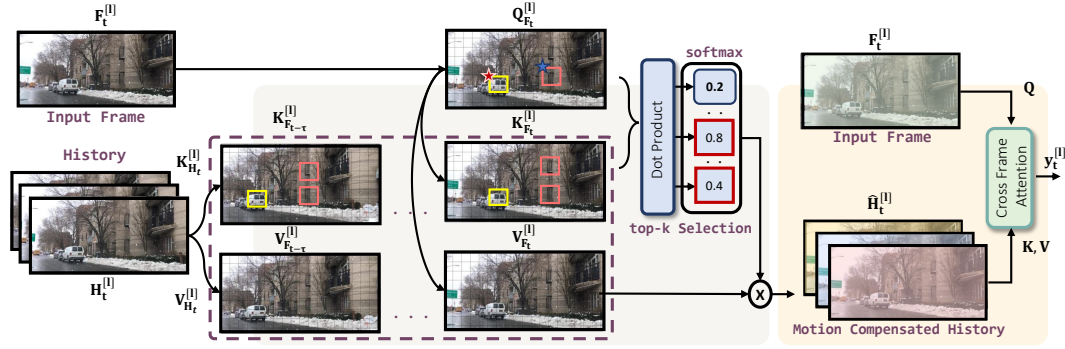 F_t^[l]
Input Frame
History
H_t^[l]
K_{H_t}^[l]
V_{H_t}^[l]
K_{F_{t-τ}}^[l]
. . . .
V_{F_{t-τ}}^[l]
. . . .
Q_{F_t}^[l]
K_{F_t}^[l]
V_{F_t}^[l]
Dot Product
softmax
0.2
. .
0.8
. .
0.4
top-k Selection
X
F_t^[l]
Input Frame
Q
Ĥ_t^[l]
Motion Compensated History
K, V
Cross Frame
Attention
y_t^[l]